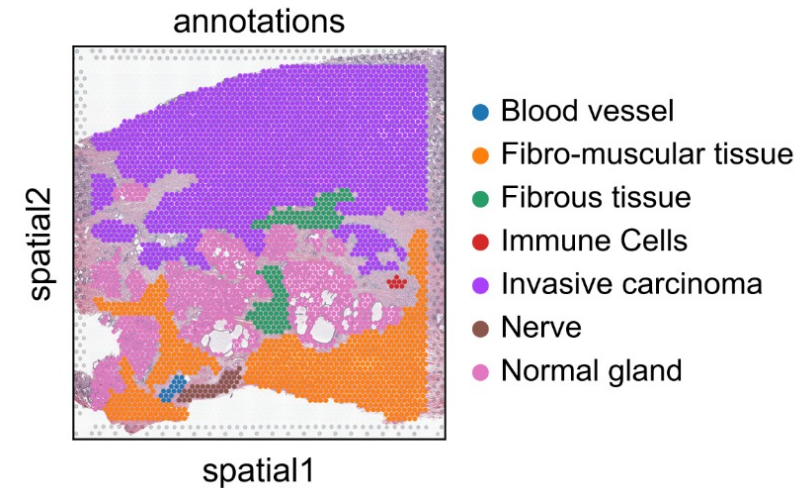 annotations
spatial2
spatial1
Blood vessel
Fibro-muscular tissue
Fibrous tissue
Immune Cells
Invasive carcinoma
Nerve
Normal gland